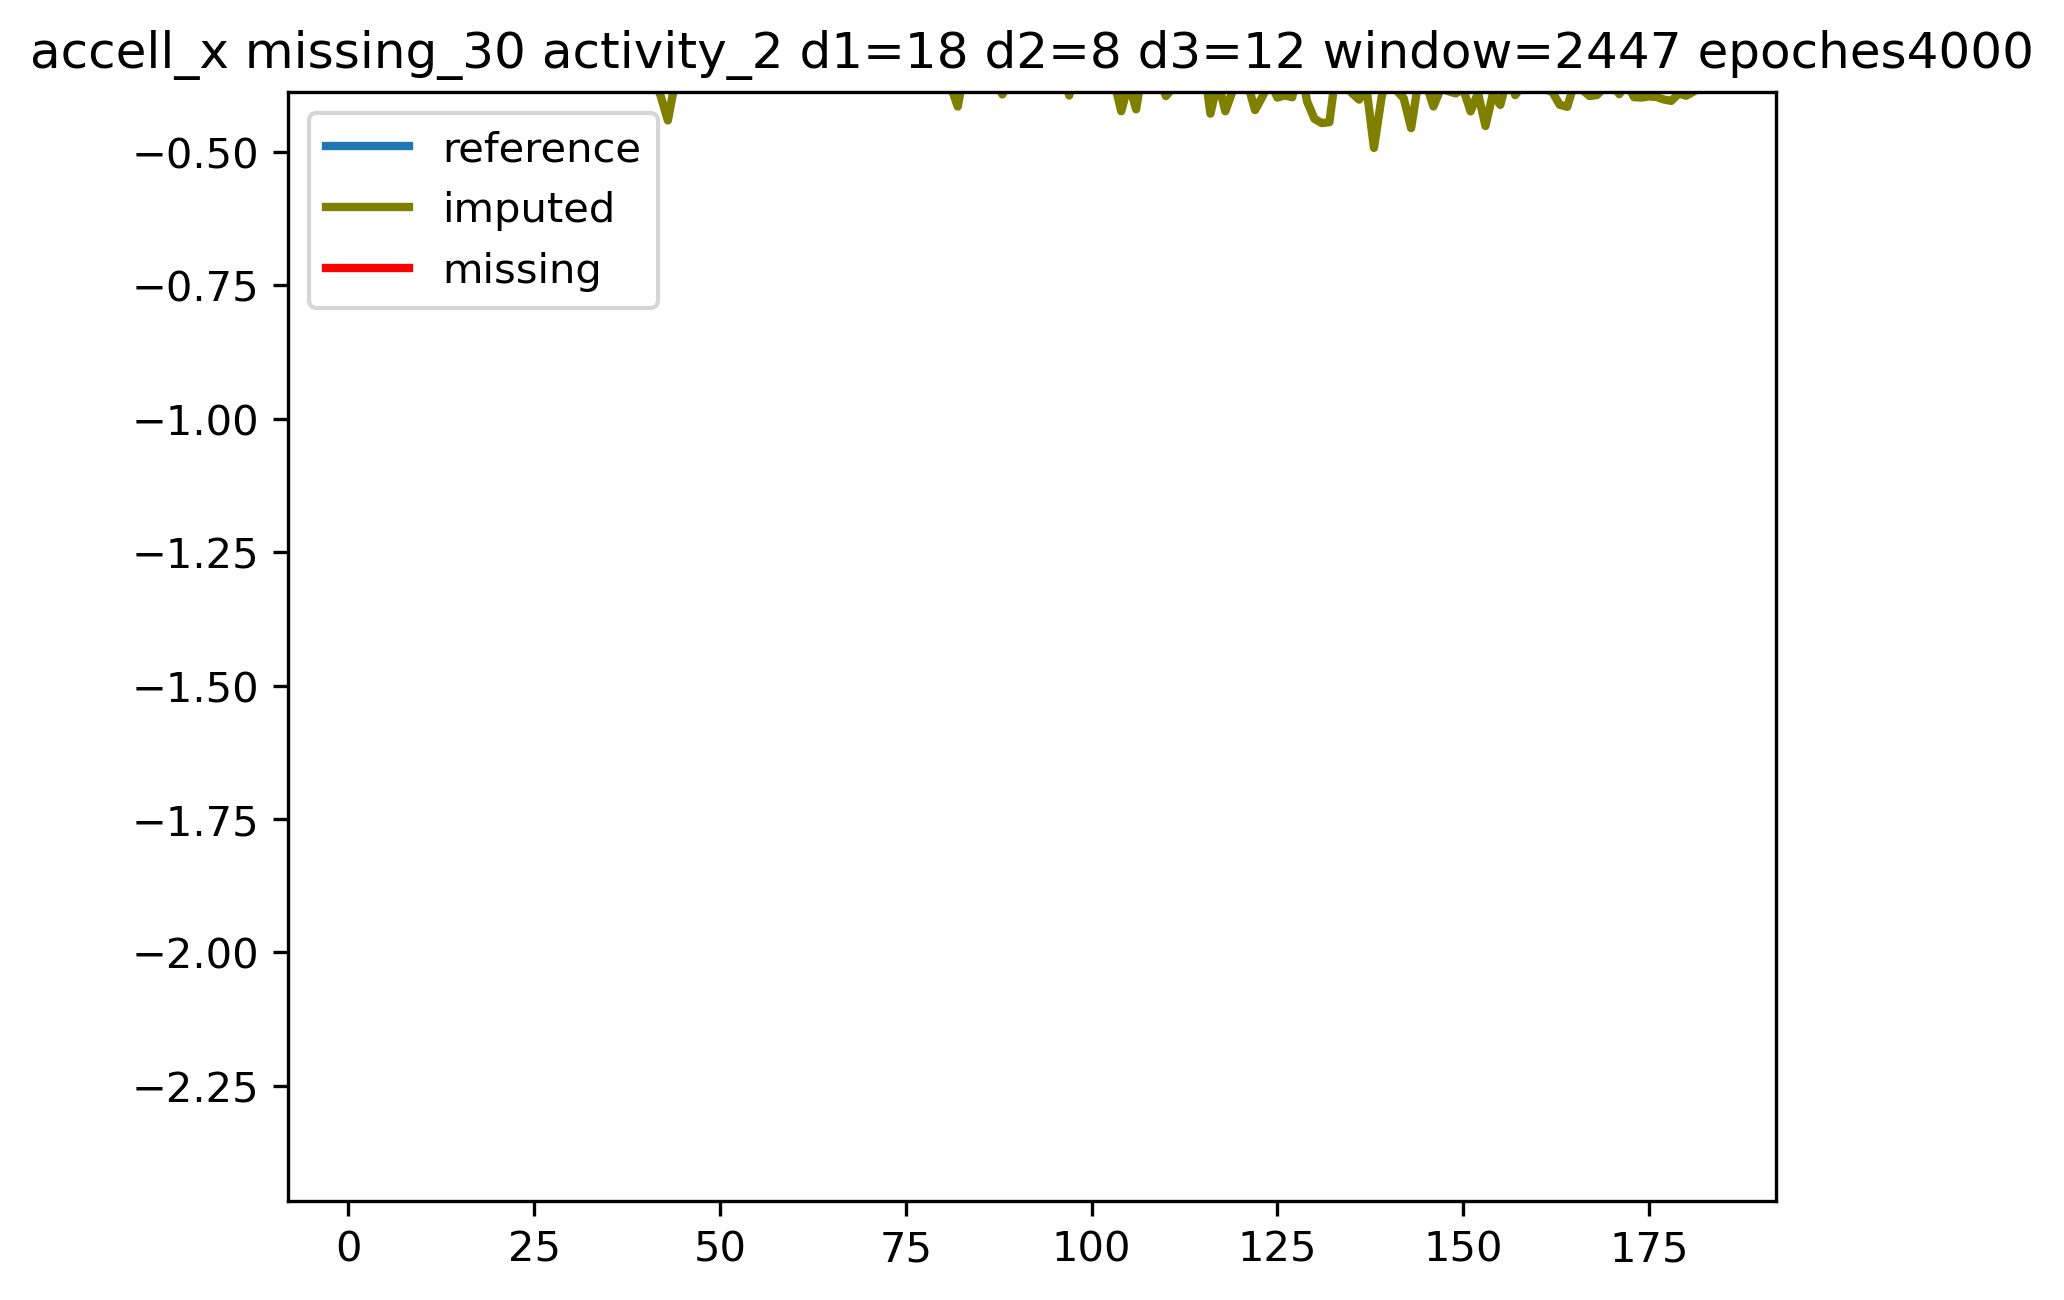 accell_x missing_30 activity_2 d1=18 d2=8 d3=12 window=2447 epoches4000
reference
imputed
missing
−0.50
−0.75
−1.00
−1.25
−1.50
−1.75
−2.00
−2.25
0 25 50 75 100 125 150 175